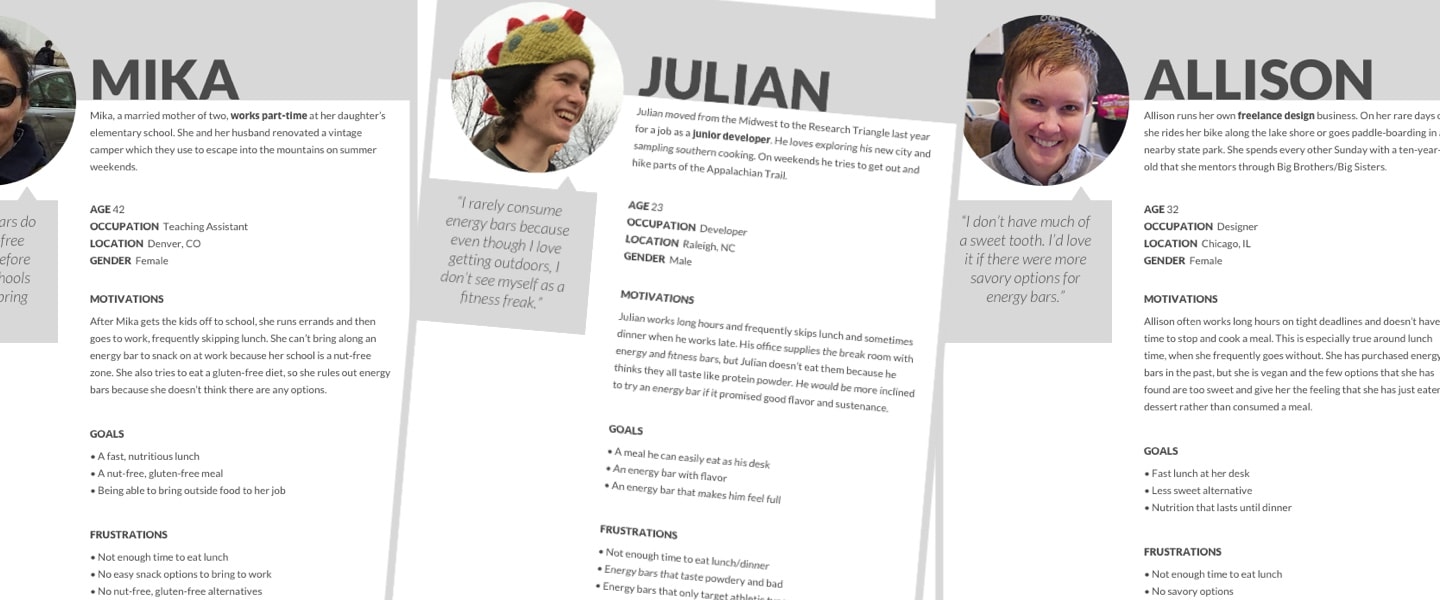 MIKA
Mika, a married mother of two, works part-time at her daughter's
elementary school. She and her husband renovated a vintage
camper which they use to escape into the mountains on summer
weekends.
ars do
free
efore
hools
oring
AGE 42
OCCUPATION Teaching Assistant
LOCATION Denver, CO
GENDER Female
MOTIVATIONS
After Mika gets the kids off to school, she runs errands and then
goes to work, frequently skipping lunch. She can't bring along an
energy bar to snack on at work because her school is a nut-free
zone. She also tries to eat a gluten-free diet, so she rules out energy
bars because she doesn't think there are any options.
GOALS
• A fast, nutritious lunch
• A nut-free, gluten-free meal
• Being able to bring outside food to her job
FRUSTRATIONS
• Not enough time to eat lunch
• No easy snack options to bring to work
• No nut-free, gluten-free alternatives
JULIAN
Julian moved from the Midwest to the Research Triangle last year
for a job as a junior developer. He loves exploring his new city and
sampling southern cooking. On weekends he tries to get out and
hike parts of the Appalachian Trail.
"I rarely consume
energy bars because
even though I love
getting outdoors, I
don't see myself as a
fitness freak."
AGE 23
OCCUPATION Developer
LOCATION Raleigh, NC
GENDER Male
MOTIVATIONS
Julian works long hours and frequently skips lunch and sometimes
dinner when he works late. His office supplies the break room with
energy and fitness bars, but Julian doesn't eat them because he
thinks they all taste like protein powder. He would be more inclined
to try an energy bar if it promised good flavor and sustenance.
GOALS
• A meal he can easily eat as his desk
• An energy bar with flavor
• An energy bar that makes him feel full
FRUSTRATIONS
• Not enough time to eat lunch/dinner
• Energy bars that taste powdery and bad
• Energy bars that only target athletic
ALLISON
Allison runs her own freelance design business. On her rare days
she rides her bike along the lake shore or goes paddle-boarding in
nearby state park. She spends every other Sunday with a ten-year-
old that she mentors through Big Brothers/Big Sisters.
"I don't have much of
a sweet tooth. I'd love
it if there were more
savory options for
energy bars."
AGE 32
OCCUPATION Designer
LOCATION Chicago, IL
GENDER Female
MOTIVATIONS
Allison often works long hours on tight deadlines and doesn't have
time to stop and cook a meal. This is especially true around lunch
time, when she frequently goes without. She has purchased energy
bars in the past, but she is vegan and the few options that she has
found are too sweet and give her the feeling that she has just eaten
dessert rather than consumed a meal.
GOALS
• Fast lunch at her desk
• Less sweet alternative
• Nutrition that lasts until dinner
FRUSTRATIONS
• Not enough time to eat lunch
• No savory options